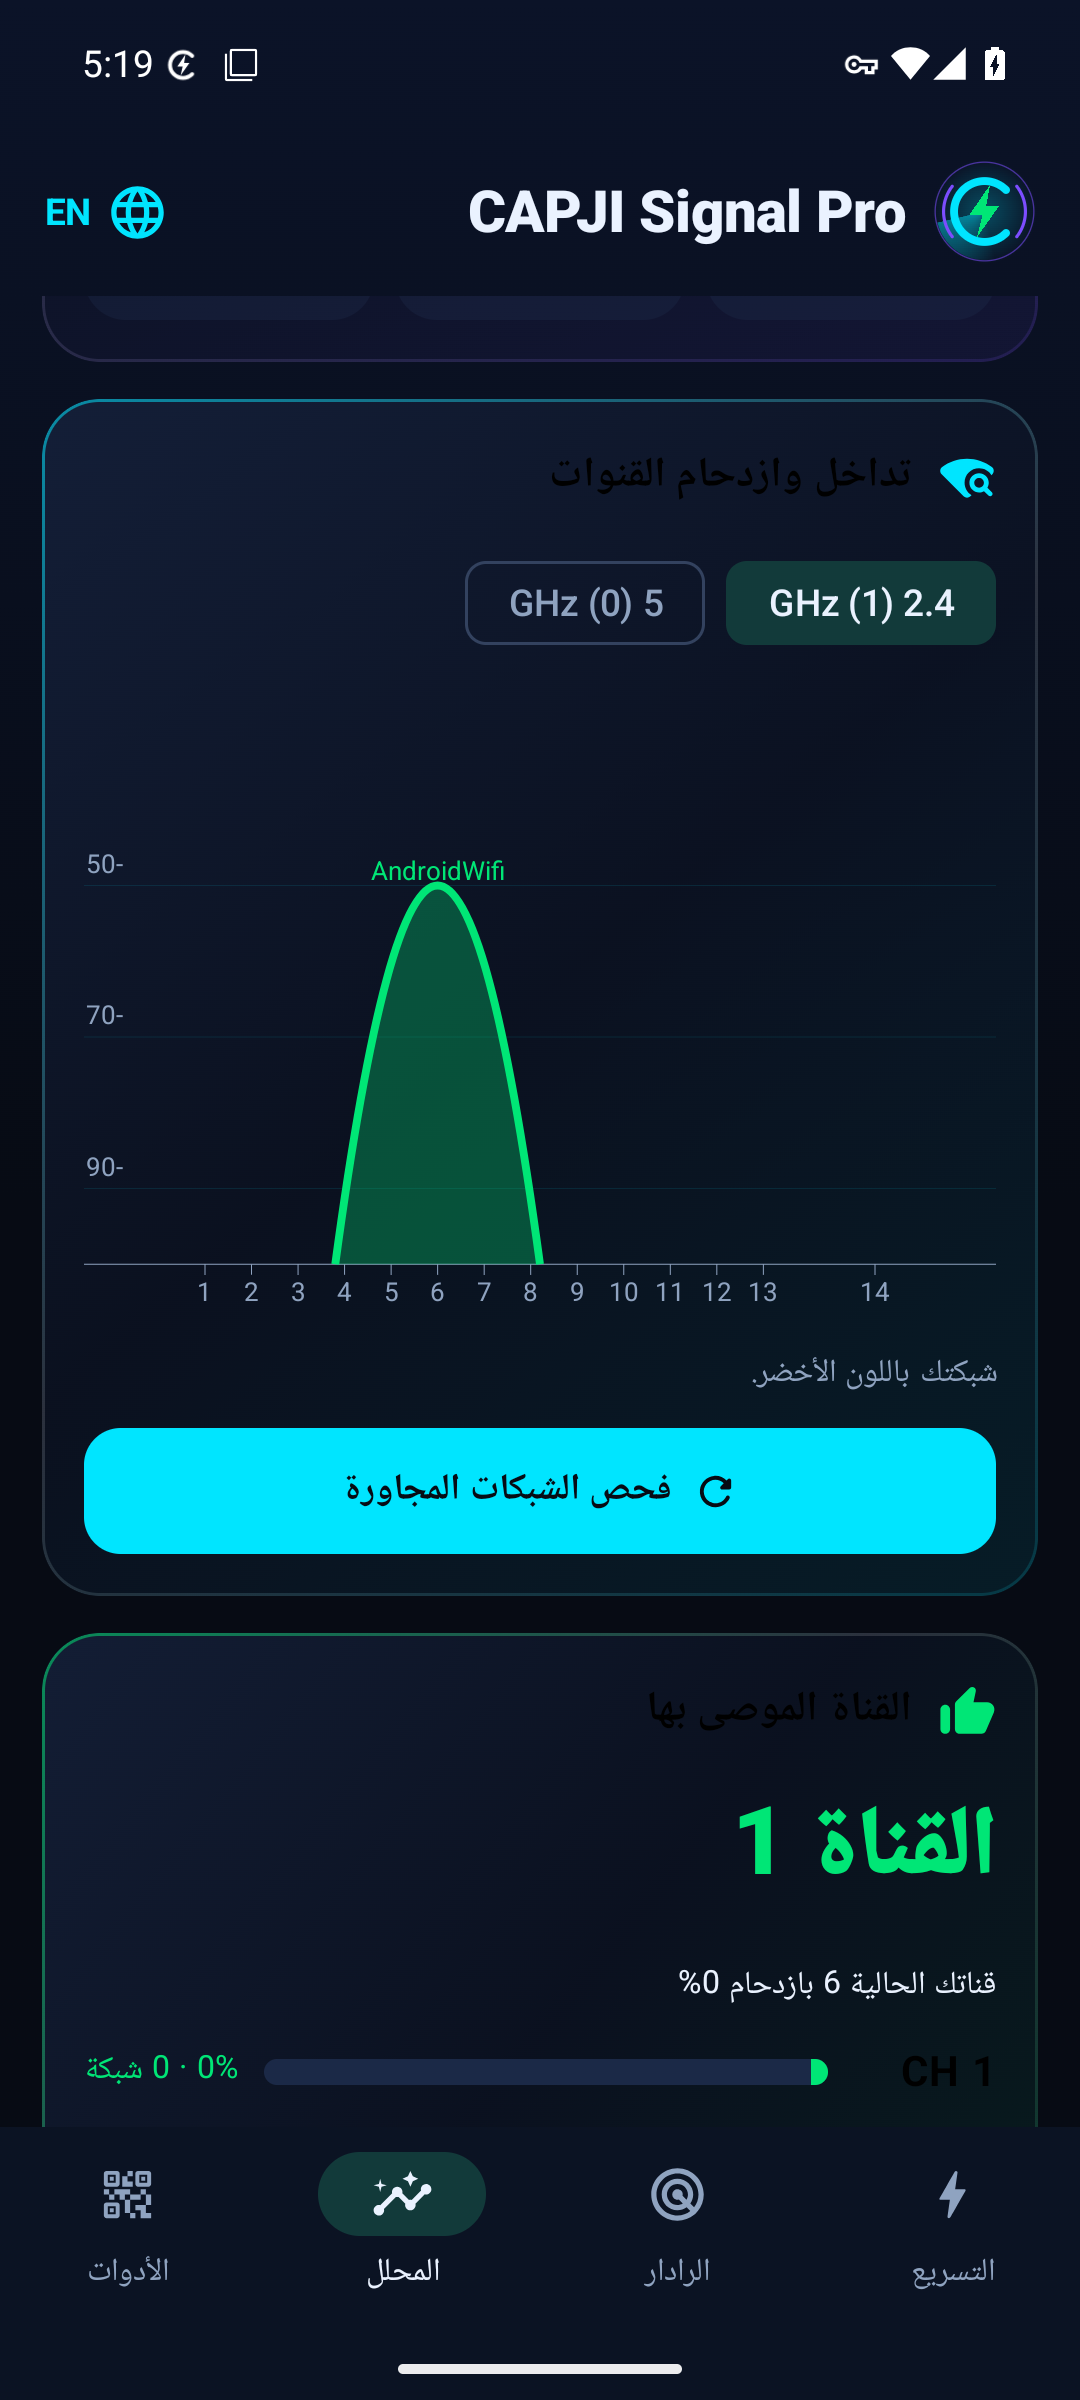 5:19
CAPJI Signal Pro
EN
تداخل وازدحام القنوات
GHz (1) 2.4
GHz (0) 5
50-
AndroidWifi
70-
90-
1 2 3 4 5 6 7 8 9 10 11 12 13 14
شبكتك باللون الأخضر.
فحص الشبكات المجاورة
القناة الموصى بها
القناة 1
قناتك الحالية 6 بازدحام 0%
CH 1
0% · 0 شبكة
التسريع
الرادار
المحلل
الأدوات